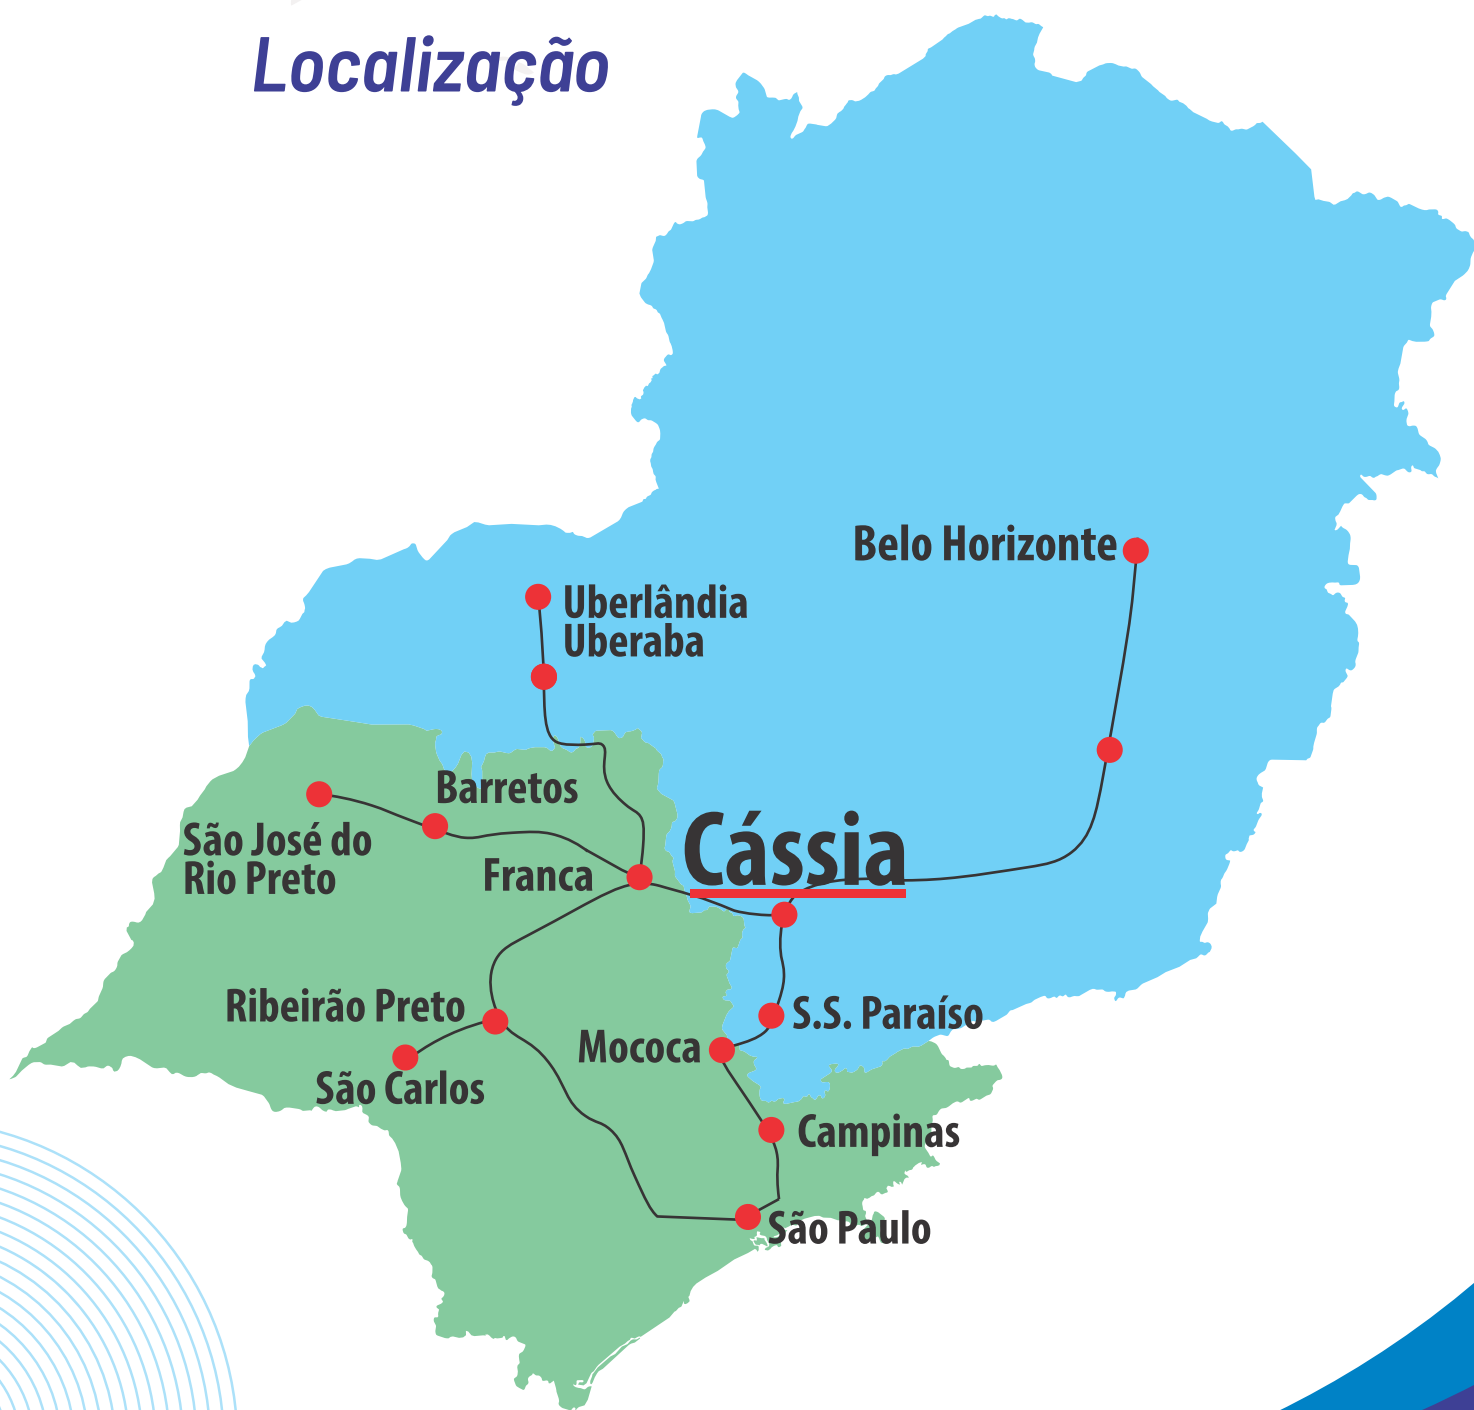 Localização
Belo Horizonte
Uberlândia
Uberaba
Barretos
São José do
Rio Preto
Franca
Cássia
Ribeirão Preto
S.S. Paraíso
Mococa
São Carlos
Campinas
São Paulo